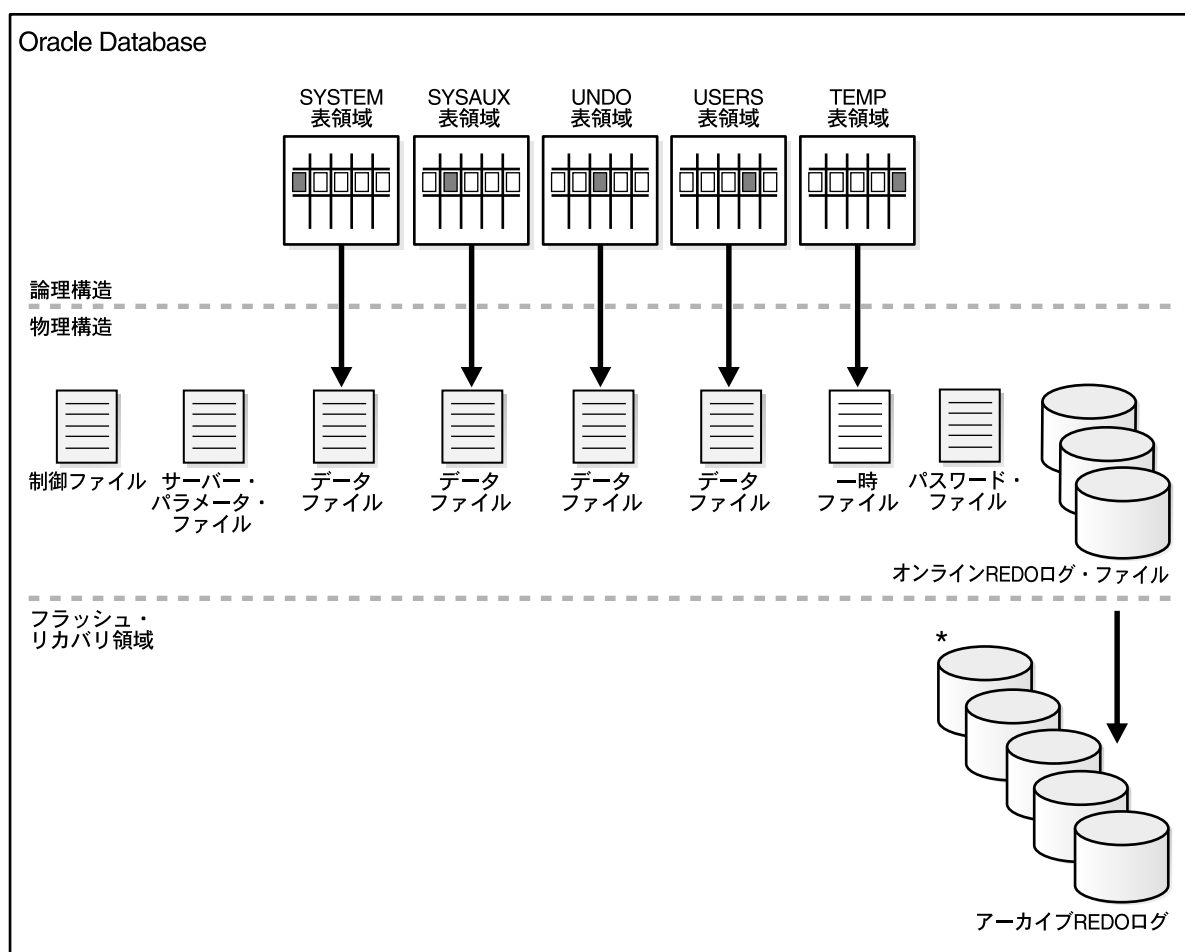 Oracle Database
SYSTEM
表領域
SYSAUX
表領域
UNDO
表領域
USERS
表領域
TEMP
表領域
論理構造
物理構造
制御ファイル
サーバー・
パラメータ・
ファイル
データ
ファイル
データ
ファイル
データ
ファイル
データ
ファイル
一時
ファイル
パスワード・
ファイル
オンラインREDOログ・ファイル
フラッシュ・
リカバリ領域
*
アーカイブREDOログ